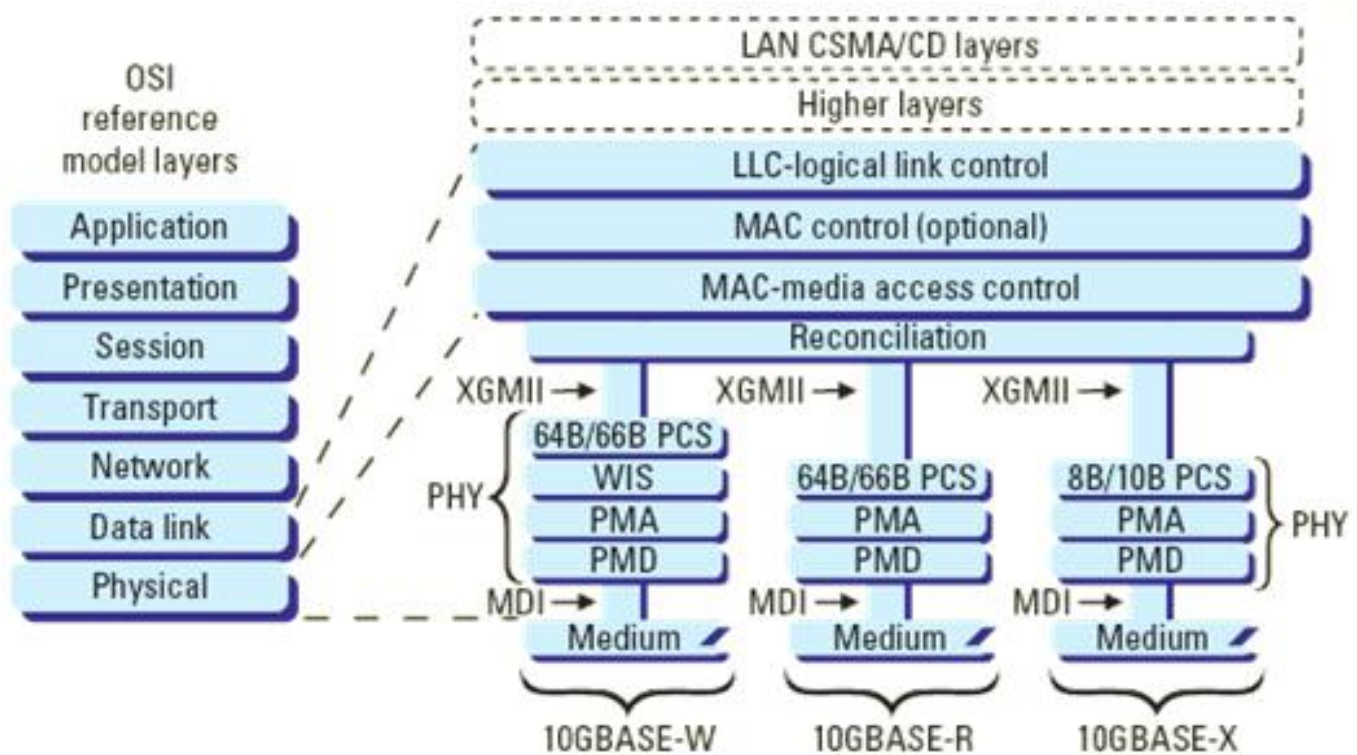 OSI
reference
model layers
Application
Presentation
Session
Transport
Network
Data link
Physical
LAN CSMA/CD layers
Higher layers
LLC-logical link control
MAC control (optional)
MAC-media access control
Reconciliation
XGMII
XGMII
XGMII
PHY
64B/66B PCS
WIS
PMA
PMD
MDI
Medium
10GBASE-W
64B/66B PCS
PMA
PMD
MDI
Medium
10GBASE-R
8B/10B PCS
PMA
PMD
PHY
MDI
Medium
10GBASE-X